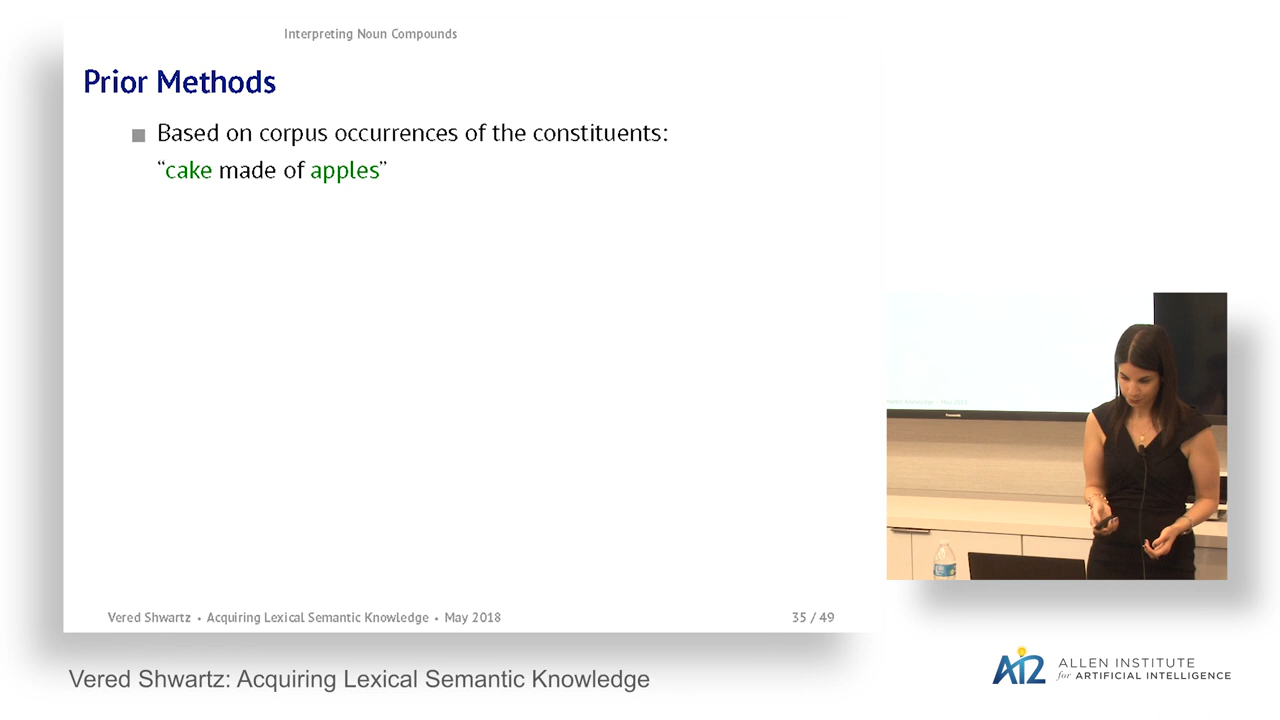 Interpreting Noun Compounds
Prior Methods
Based on corpus occurrences of the constituents:
“cake made of apples”
Vered Shwartz • Acquiring Lexical Semantic Knowledge • May 2018
35 / 49
Vered Shwartz: Acquiring Lexical Semantic Knowledge
AI2
ALLEN INSTITUTE
for ARTIFICIAL INTELLIGENCE